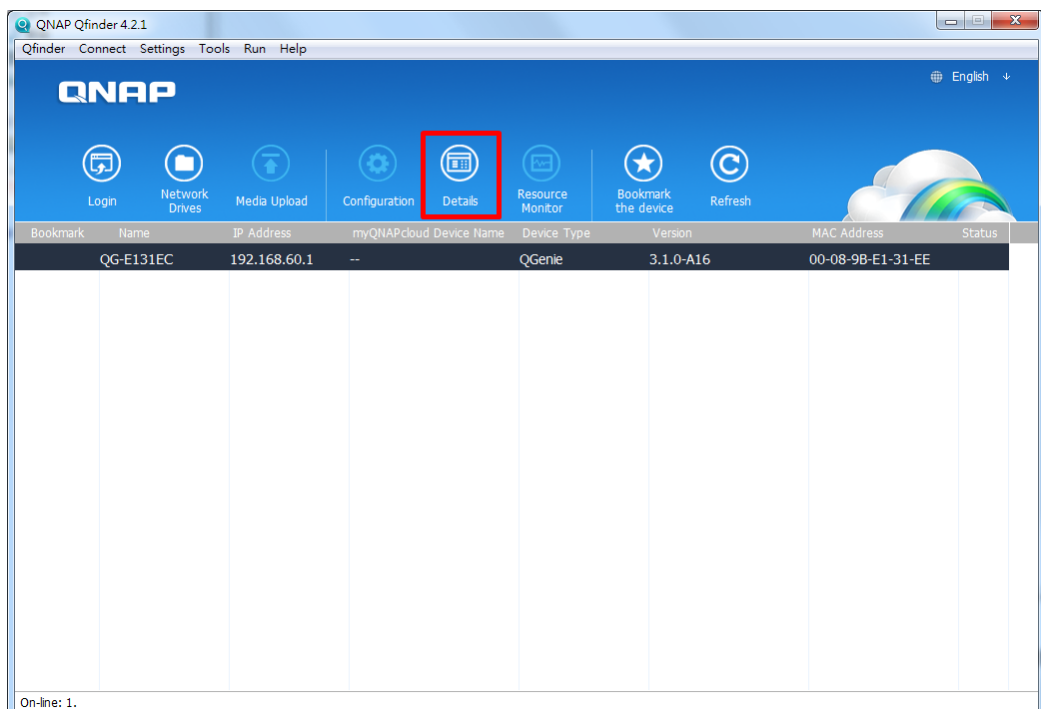 QNAP Qfinder 4.2.1
Qfinder Connect Settings Tools Run Help
QNAP
English
Login
Network
Drives
Media Upload
Configuration
Details
Resource
Monitor
Bookmark
the device
Refresh
Bookmark Name IP Address myQNAPcloud Device Name Device Type Version MAC Address Status
QG-E131EC 192.168.60.1 -- QGenie 3.1.0-A16 00-08-9B-E1-31-EE
On-line: 1.